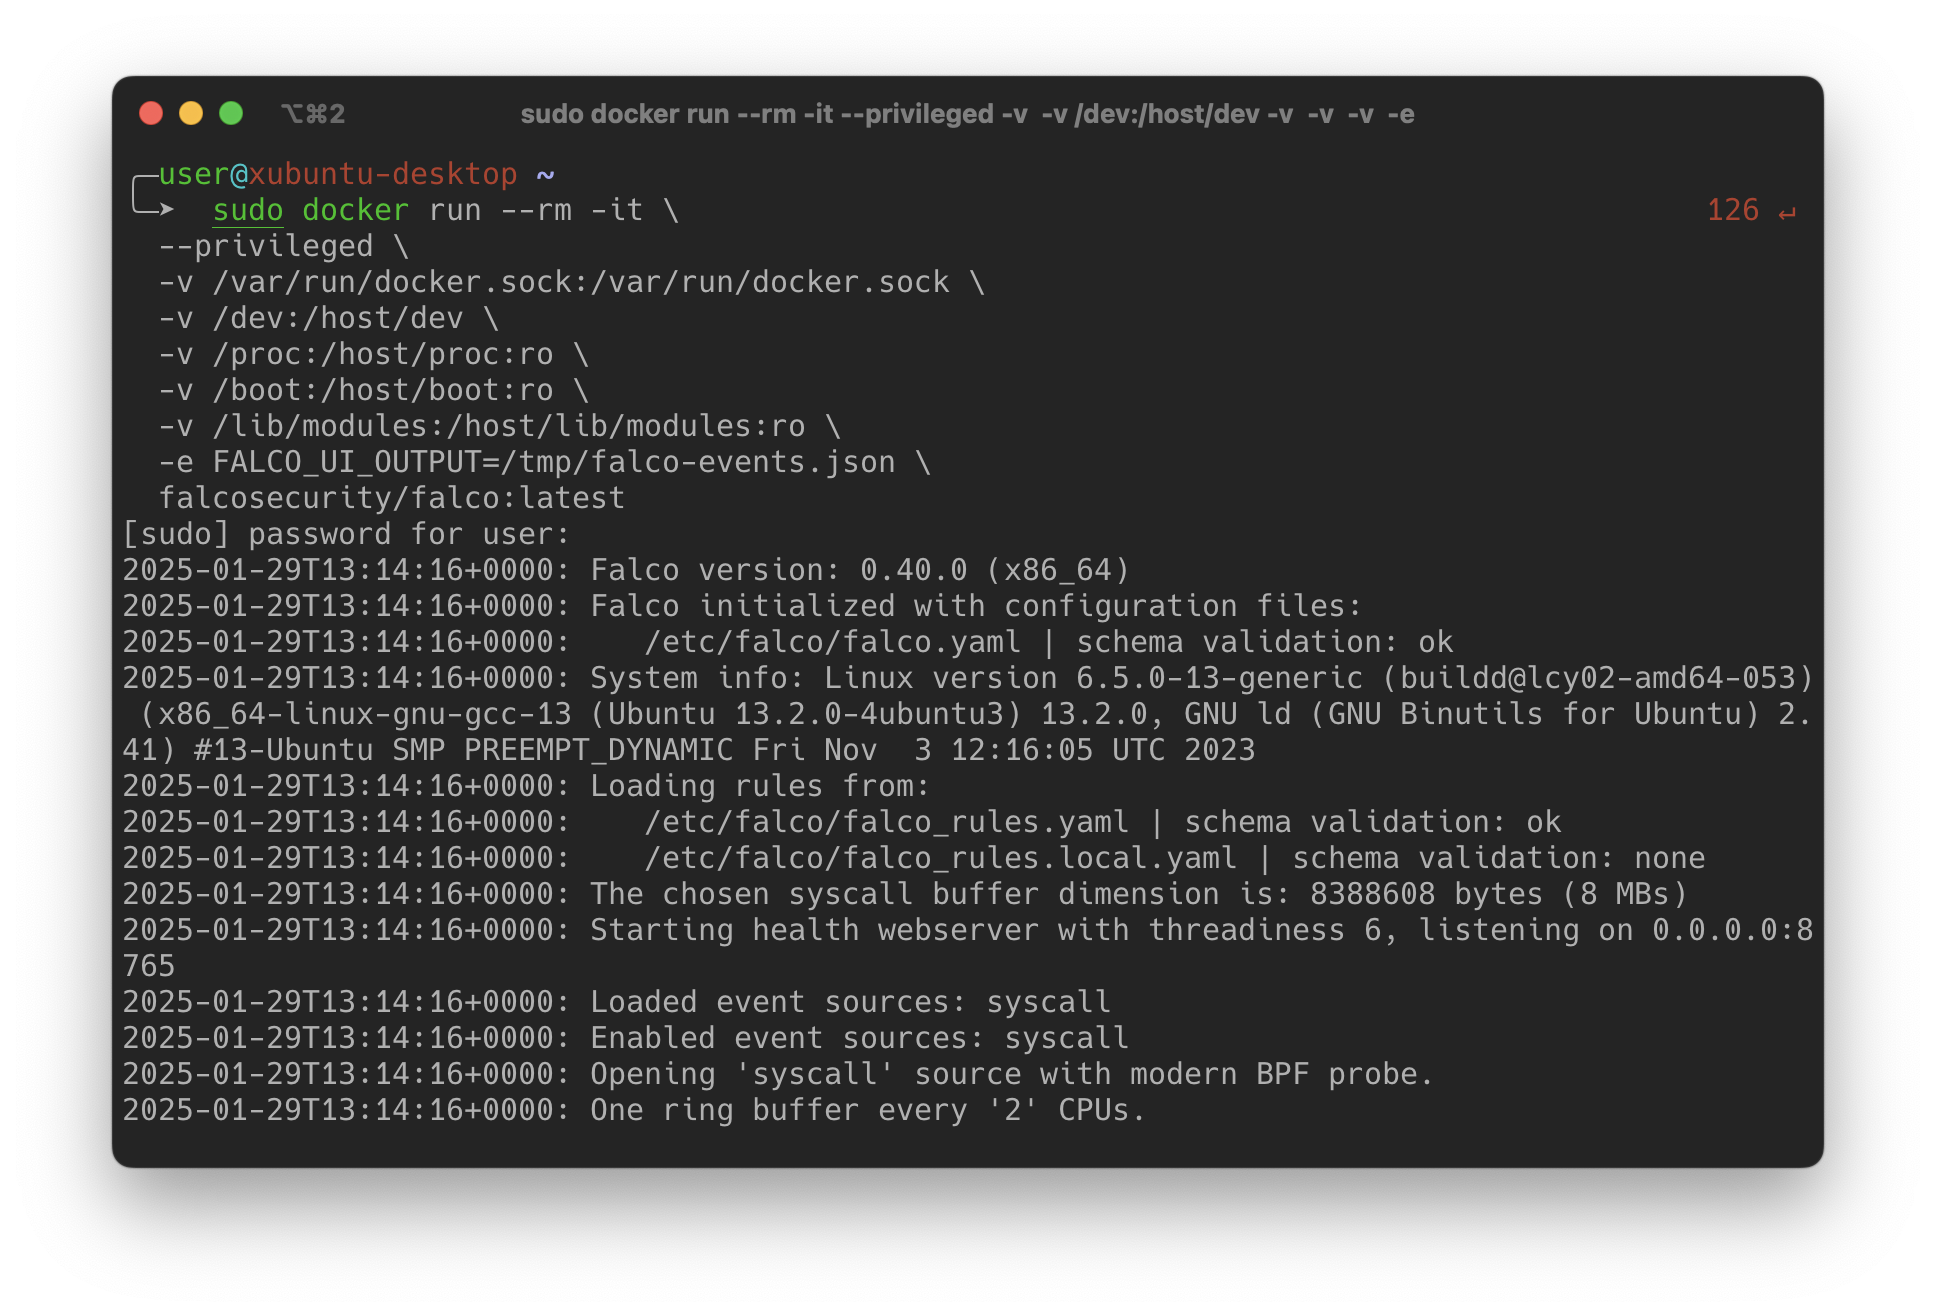 ⌥⌘2
sudo docker run --rm -it --privileged -v  -v /dev:/host/dev -v  -v  -v  -e
user@xubuntu-desktop ~
➤  sudo docker run --rm -it \
126 ↵
--privileged \
-v /var/run/docker.sock:/var/run/docker.sock \
-v /dev:/host/dev \
-v /proc:/host/proc:ro \
-v /boot:/host/boot:ro \
-v /lib/modules:/host/lib/modules:ro \
-e FALCO_UI_OUTPUT=/tmp/falco-events.json \
falcosecurity/falco:latest
[sudo] password for user:
2025-01-29T13:14:16+0000: Falco version: 0.40.0 (x86_64)
2025-01-29T13:14:16+0000: Falco initialized with configuration files:
2025-01-29T13:14:16+0000:    /etc/falco/falco.yaml | schema validation: ok
2025-01-29T13:14:16+0000: System info: Linux version 6.5.0-13-generic (buildd@lcy02-amd64-053)
(x86_64-linux-gnu-gcc-13 (Ubuntu 13.2.0-4ubuntu3) 13.2.0, GNU ld (GNU Binutils for Ubuntu) 2.
41) #13-Ubuntu SMP PREEMPT_DYNAMIC Fri Nov  3 12:16:05 UTC 2023
2025-01-29T13:14:16+0000: Loading rules from:
2025-01-29T13:14:16+0000:    /etc/falco/falco_rules.yaml | schema validation: ok
2025-01-29T13:14:16+0000:    /etc/falco/falco_rules.local.yaml | schema validation: none
2025-01-29T13:14:16+0000: The chosen syscall buffer dimension is: 8388608 bytes (8 MBs)
2025-01-29T13:14:16+0000: Starting health webserver with threadiness 6, listening on 0.0.0.0:8
765
2025-01-29T13:14:16+0000: Loaded event sources: syscall
2025-01-29T13:14:16+0000: Enabled event sources: syscall
2025-01-29T13:14:16+0000: Opening 'syscall' source with modern BPF probe.
2025-01-29T13:14:16+0000: One ring buffer every '2' CPUs.